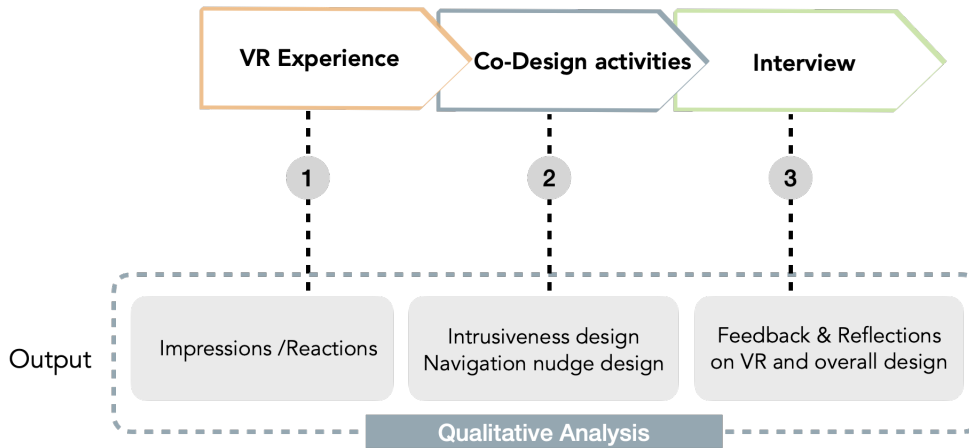 VR Experience
Co-Design activities
Interview
1
2
3
Output
Impressions /Reactions
Intrusiveness design
Navigation nudge design
Feedback & Reflections
on VR and overall design
Qualitative Analysis